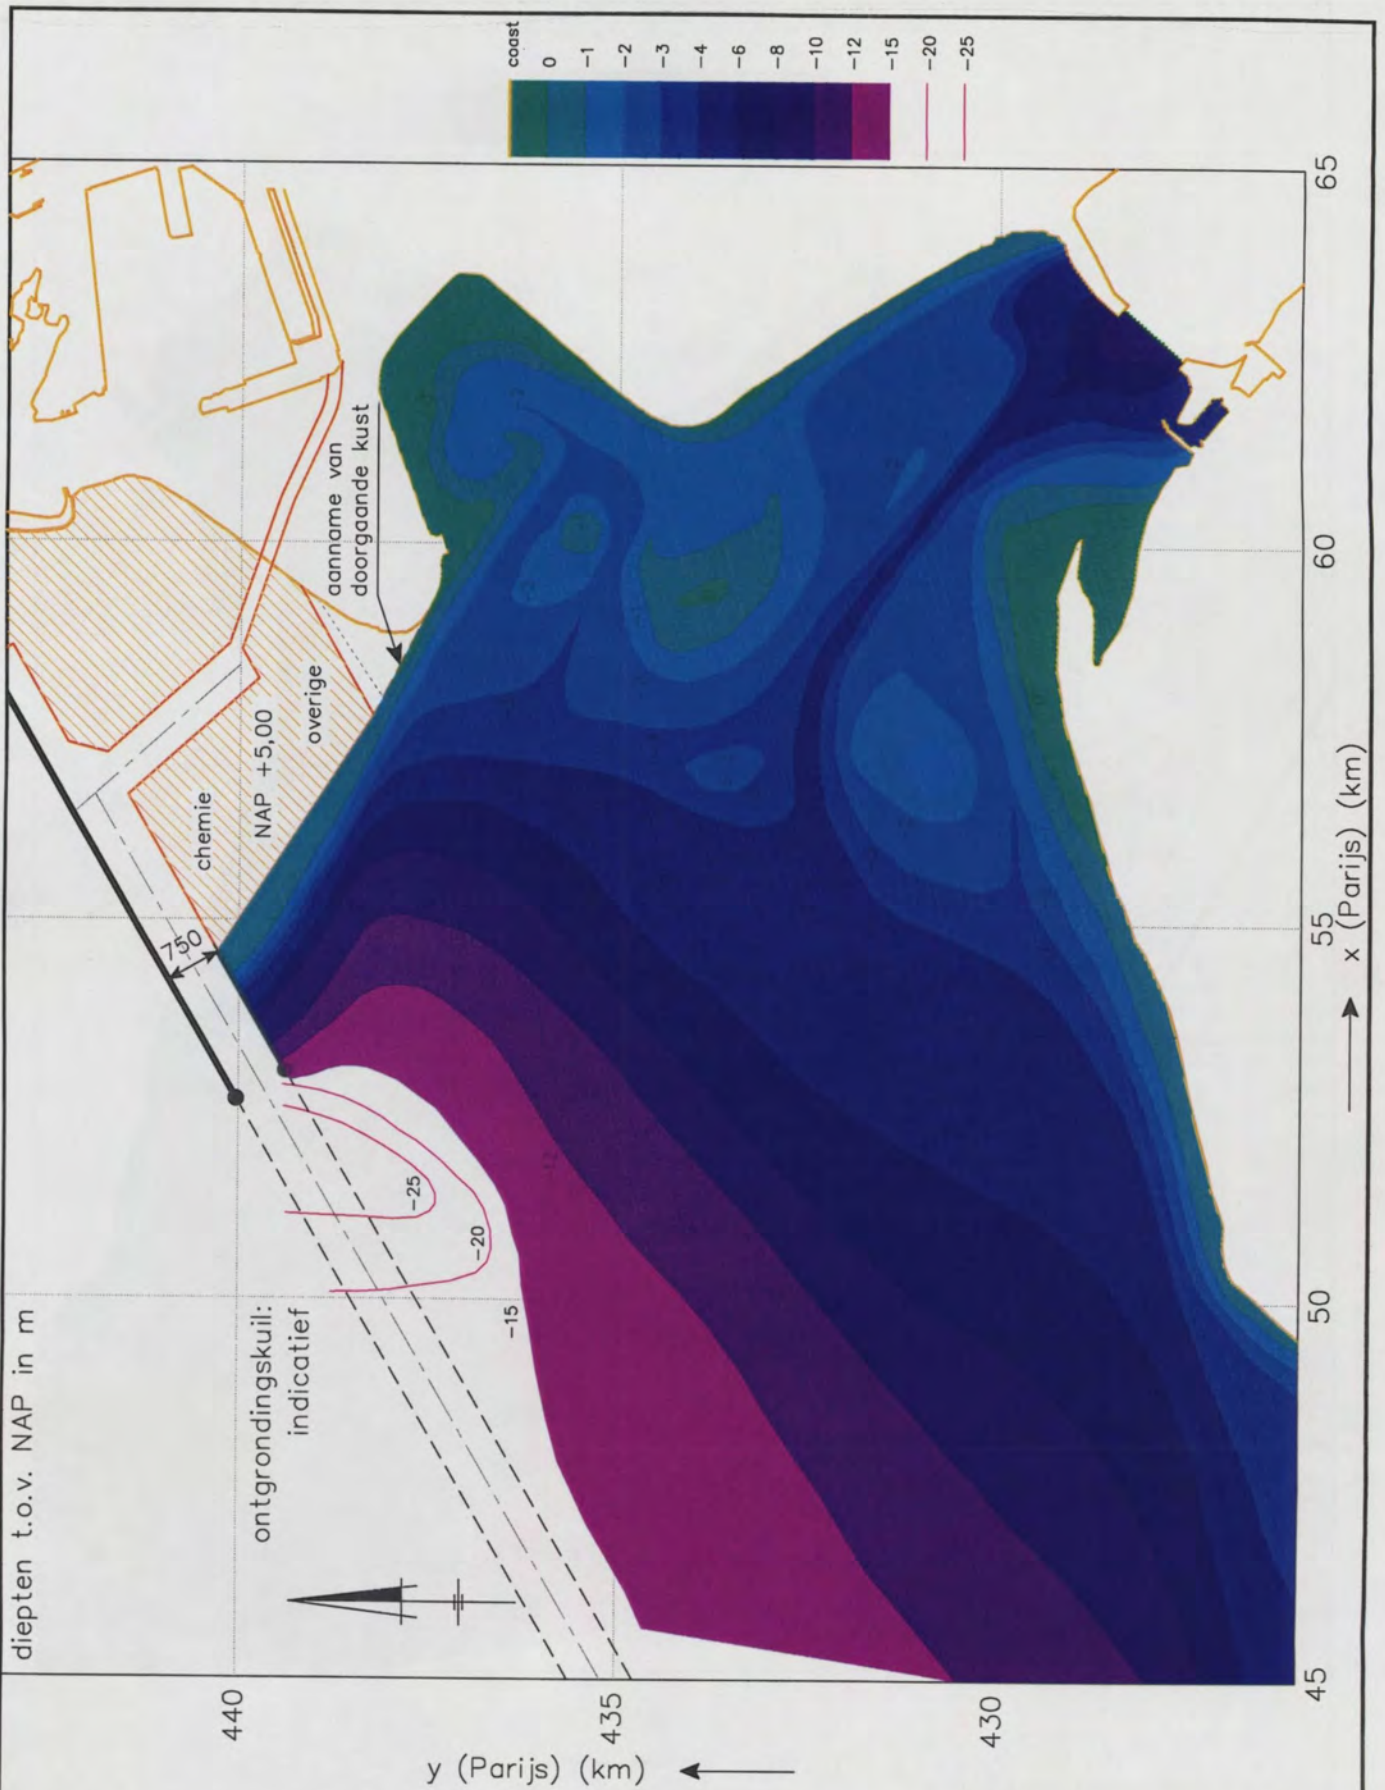 diepten t.o.v. NAP in m
coast
0
-1
-2
-3
-4
-6
-8
-10
-12
-15
-20
-25
aanname van
doorgaande kust
chemie
NAP +5,00
overige
750
-25
-20
-15
ontgrondingskuil:
indicatief
440
435
430
y (Parijs) (km)
45
50
55
60
65
x (Parijs) (km)